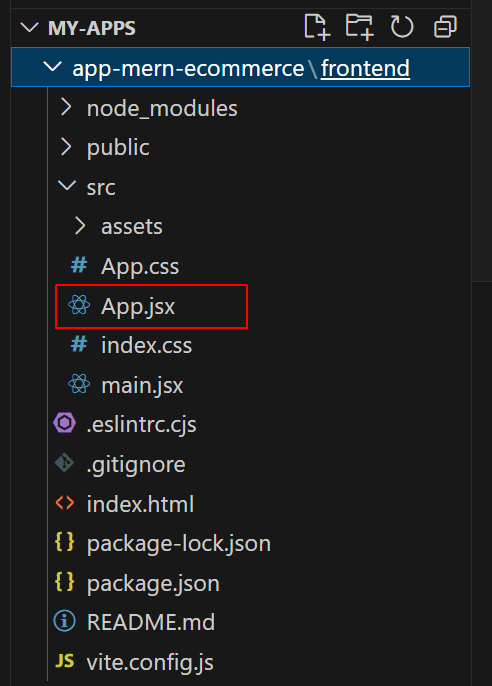 MY-APPS
app-mern-ecommerce\frontend
node_modules
public
src
assets
# App.css
App.jsx
# index.css
main.jsx
.eslintrc.cjs
.gitignore
<> index.html
{} package-lock.json
{} package.json
README.md
JS vite.config.js